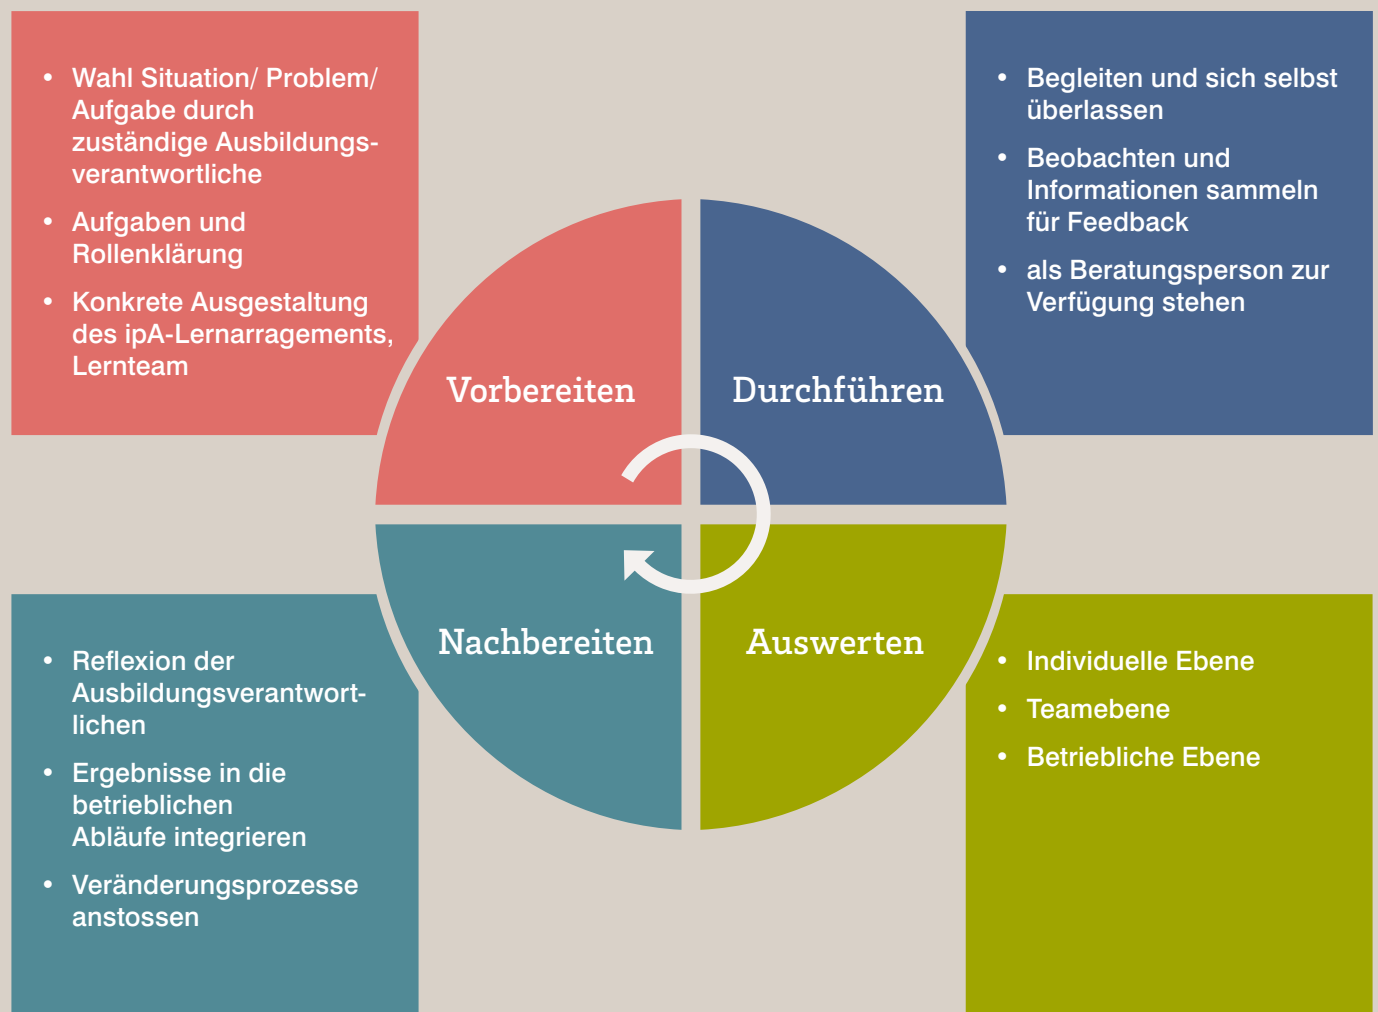 • Wahl Situation/ Problem/
Aufgabe durch
zuständige Ausbildungs-
verantwortliche
• Aufgaben und
Rollenklärung
• Konkrete Ausgestaltung
des ipA-Lernarragements,
Lernteam
• Begleiten und sich selbst
überlassen
• Beobachten und
Informationen sammeln
für Feedback
• als Beratungsperson zur
Verfügung stehen
Vorbereiten
Durchführen
Nachbereiten
Auswerten
• Reflexion der
Ausbildungsverantwort-
lichen
• Ergebnisse in die
betrieblichen
Abläufe integrieren
• Veränderungsprozesse
anstossen
• Individuelle Ebene
• Teamebene
• Betriebliche Ebene